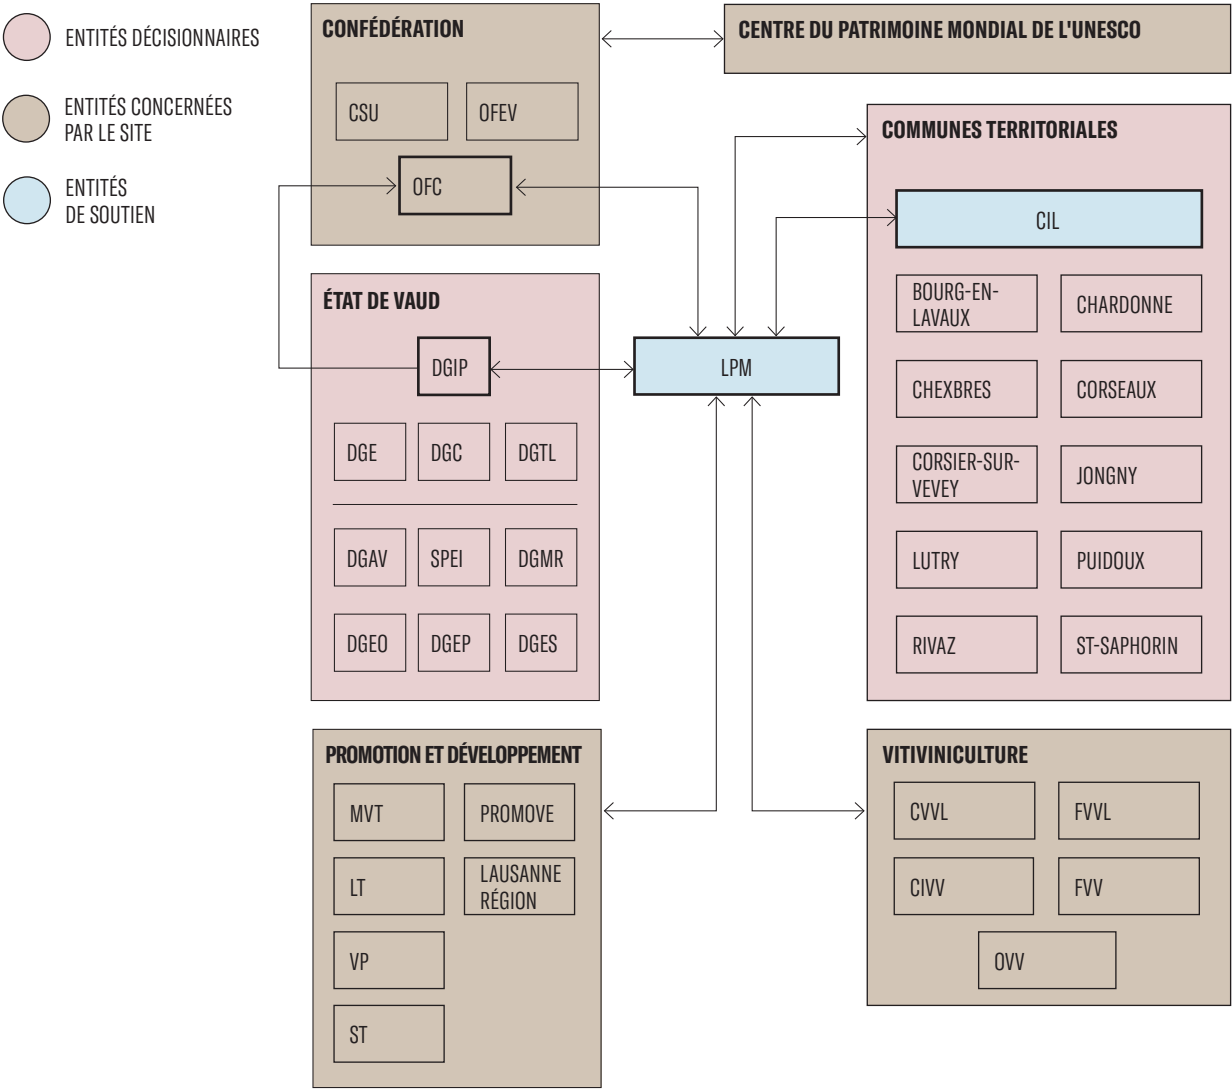 ENTITÉS DÉCISIONNAIRES
ENTITÉS CONCERNÉES
PAR LE SITE
ENTITÉS
DE SOUTIEN
CONFÉDÉRATION
CSU
OFEV
OFC
CENTRE DU PATRIMOINE MONDIAL DE L'UNESCO
ÉTAT DE VAUD
DGIP
DGE
DGC
DGTL
DGAV
SPEI
DGMR
DGEO
DGEP
DGES
LPM
COMMUNES TERRITORIALES
CIL
BOURG-EN-
LAVAUX
CHARDONNE
CHEXBRES
CORSEAUX
CORSIER-SUR-
VEVEY
JONGNY
LUTRY
PUIDOUX
RIVAZ
ST-SAPHORIN
PROMOTION ET DÉVELOPPEMENT
MVT
PROMOVE
LT
LAUSANNE
RÉGION
VP
ST
VITIVINICULTURE
CVVL
FVVL
CIVV
FVV
OVV